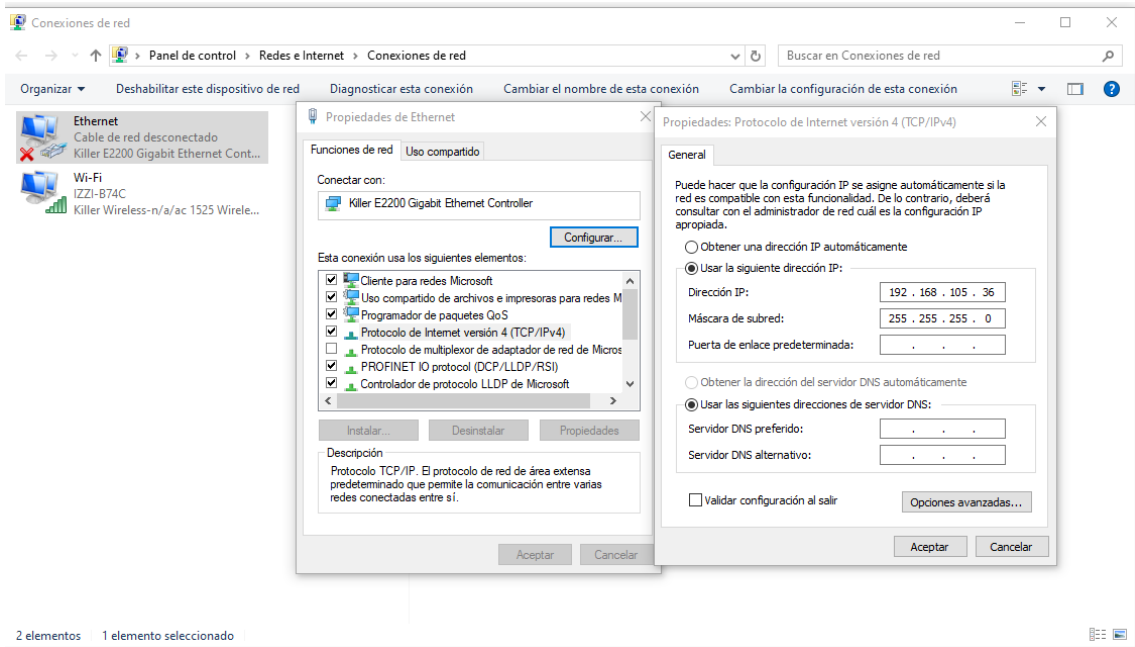 Conexiones de red
Panel de control › Redes e Internet › Conexiones de red
Buscar en Conexiones de red
Organizar
Deshabilitar este dispositivo de red
Diagnosticar esta conexión
Cambiar el nombre de esta conexión
Cambiar la configuración de esta conexión
Ethernet
Cable de red desconectado
Killer E2200 Gigabit Ethernet Cont...
Wi-Fi
IZZI-B74C
Killer Wireless-n/a/ac 1525 Wirele...
Propiedades de Ethernet
Funciones de red
Uso compartido
Conectar con:
Killer E2200 Gigabit Ethernet Controller
Configurar...
Esta conexión usa los siguientes elementos:
Cliente para redes Microsoft
Uso compartido de archivos e impresoras para redes M
Programador de paquetes QoS
Protocolo de Internet versión 4 (TCP/IPv4)
Protocolo de multiplexor de adaptador de red de Micros
PROFINET IO protocol (DCP/LLDP/RSI)
Controlador de protocolo LLDP de Microsoft
Instalar...
Desinstalar
Propiedades
Descripción
Protocolo TCP/IP. El protocolo de red de área extensa
predeterminado que permite la comunicación entre varias
redes conectadas entre sí.
Aceptar
Cancelar
Propiedades: Protocolo de Internet versión 4 (TCP/IPv4)
General
Puede hacer que la configuración IP se asigne automáticamente si la
red es compatible con esta funcionalidad. De lo contrario, deberá
consultar con el administrador de red cuál es la configuración IP
apropiada.
Obtener una dirección IP automáticamente
Usar la siguiente dirección IP:
Dirección IP: 192 . 168 . 105 . 36
Máscara de subred: 255 . 255 . 255 . 0
Puerta de enlace predeterminada: . . .
Obtener la dirección del servidor DNS automáticamente
Usar las siguientes direcciones de servidor DNS:
Servidor DNS preferido: . . .
Servidor DNS alternativo: . . .
Validar configuración al salir
Opciones avanzadas...
Aceptar
Cancelar
2 elementos
1 elemento seleccionado